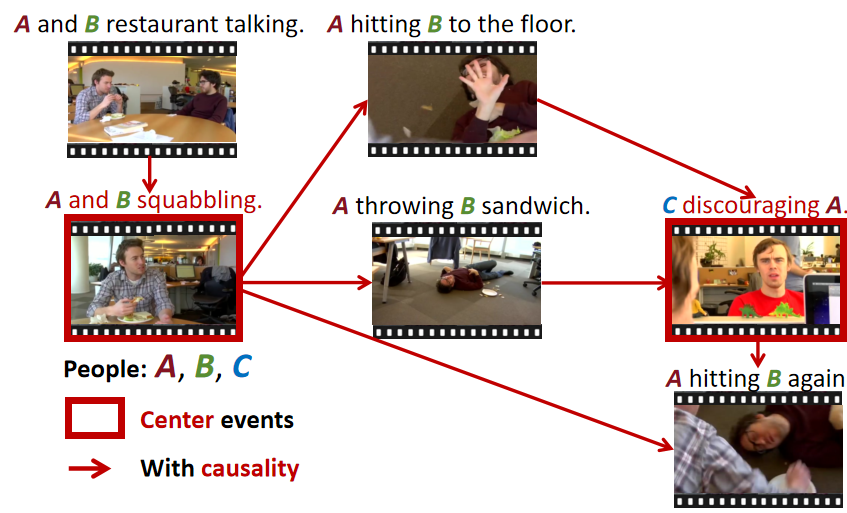 A and B restaurant talking.
A hitting B to the floor.
A and B squabbling.
A throwing B sandwich.
C discouraging A.
People: A, B, C
A hitting B again
Center events
With causality